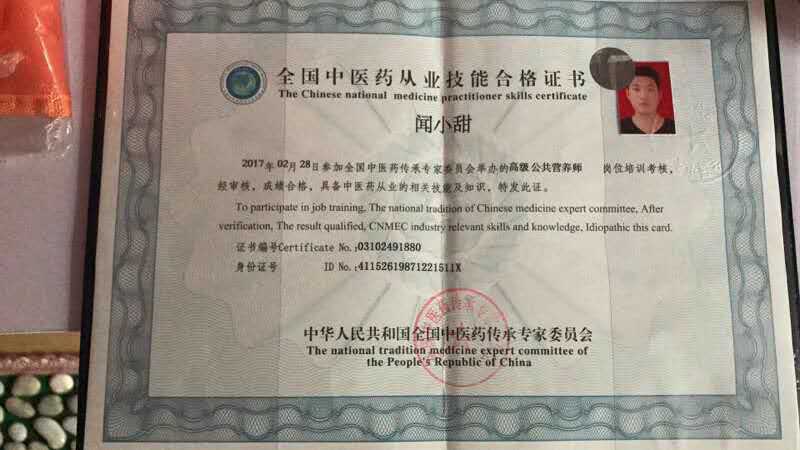 全国中医药从业技能合格证书
The Chinese national medicine practitioner skills certificate
闻小甜
2017年02月28日参加全国中医药传承专家委员会举办的高级公共营养师 岗位培训考核，
经审核，成绩合格，具备中医药从业的相关技能及知识，特发此证。
To participate in job training, The national tradition of Chinese medicine expert committee, After
verification, The result qualified, CNMEC industry relevant skills and knowledge, Idiopathic this card.
证书编号Certificate No.:03102491880
身份证号 ID No.:41152619871221511X
中华人民共和国全国中医药传承专家委员会
The national tradition medicine expert committee of
the People's Republic of China